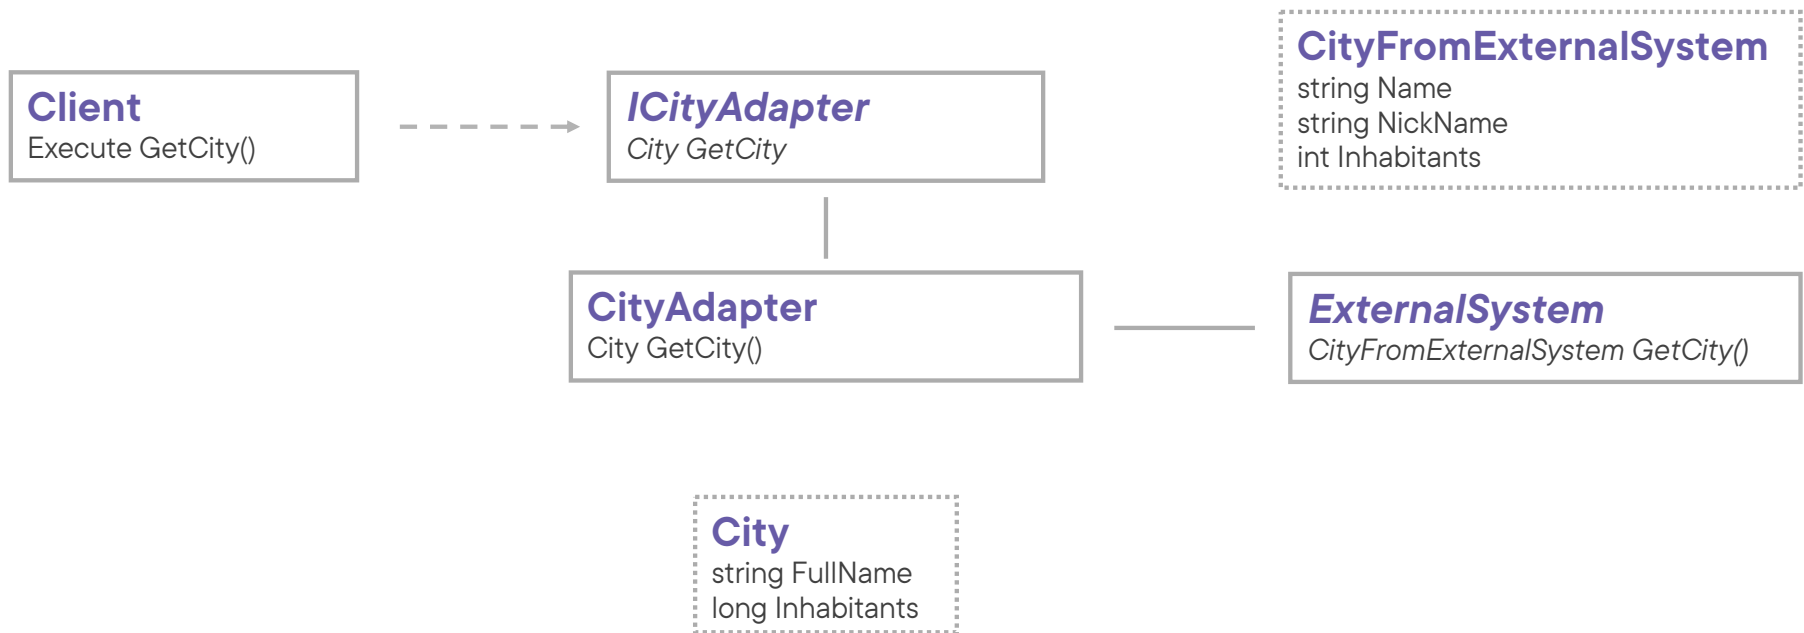 Client
Execute GetCity()
ICityAdapter
City GetCity
CityFromExternalSystem
string Name
string NickName
int Inhabitants
CityAdapter
City GetCity()
ExternalSystem
CityFromExternalSystem GetCity()
City
string FullName
long Inhabitants